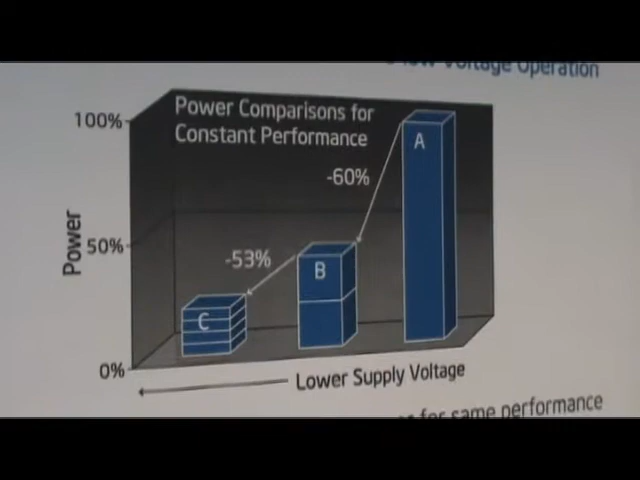 Voltage Operation
Power Comparisons for
Constant Performance
100%
A
-60%
Power
50%
-53%
B
C
0%
Lower Supply Voltage
for same performance